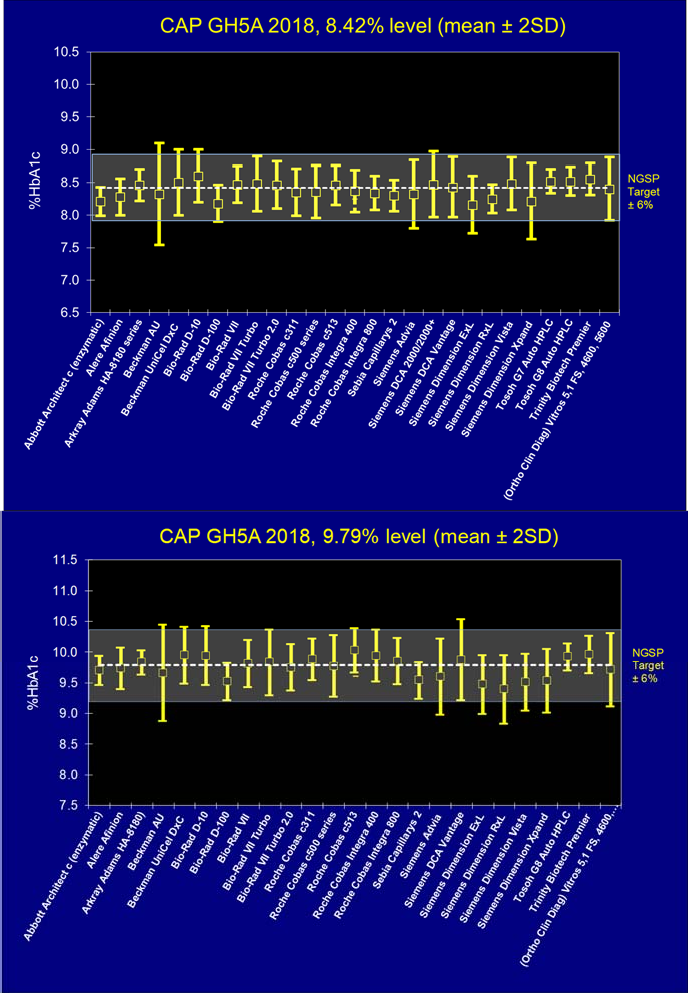 CAP GH5A 2018, 8.42% level (mean ± 2SD)
10.5
10.0
9.5
9.0
8.5
8.0
7.5
7.0
6.5
%HbA1c
NGSP
Target
± 6%
Abbott Architect c (enzymatic)
Alere Afinion
Arkray Adams HA-8180 series
Beckman AU
Beckman UniCel DxC
Bio-Rad D-10
Bio-Rad D-100
Bio-Rad VII
Bio-Rad VII Turbo
Bio-Rad VII Turbo 2.0
Roche Cobas c311
Roche Cobas c500 series
Roche Cobas c513
Roche Cobas Integra 400
Roche Cobas Integra 800
Sebia Capillarys 2
Siemens Advia
Siemens DCA 2000/2000+
Siemens DCA Vantage
Siemens Dimension ExL
Siemens Dimension RxL
Siemens Dimension Vista
Siemens Dimension Xpand
Tosoh G7 Auto HPLC
Tosoh G8 Auto HPLC
Trinity Biotech Premier
(Ortho Clin Diag) Vitros 5,1 FS, 4600, 5600
CAP GH5A 2018, 9.79% level (mean ± 2SD)
11.5
11.0
10.5
10.0
9.5
9.0
8.5
8.0
7.5
%HbA1c
NGSP
Target
± 6%
Abbott Architect c (enzymatic)
Alere Afinion
Arkray Adams HA-8180)
Beckman AU
Beckman UniCel DxC
Bio-Rad D-10
Bio-Rad D-100
Bio-Rad VII
Bio-Rad VII Turbo
Bio-Rad VII Turbo 2.0
Roche Cobas c311
Roche Cobas c500 series
Roche Cobas c513
Roche Cobas Integra 400
Roche Cobas Integra 800
Sebia Capillarys 2
Siemens Advia
Siemens DCA Vantage
Siemens Dimension ExL
Siemens Dimension RxL
Siemens Dimension Vista
Siemens Dimension Xpand
Tosoh G8 Auto HPLC
Trinity Biotech Premier
(Ortho Clin Diag) Vitros 5,1 FS, 4600,...